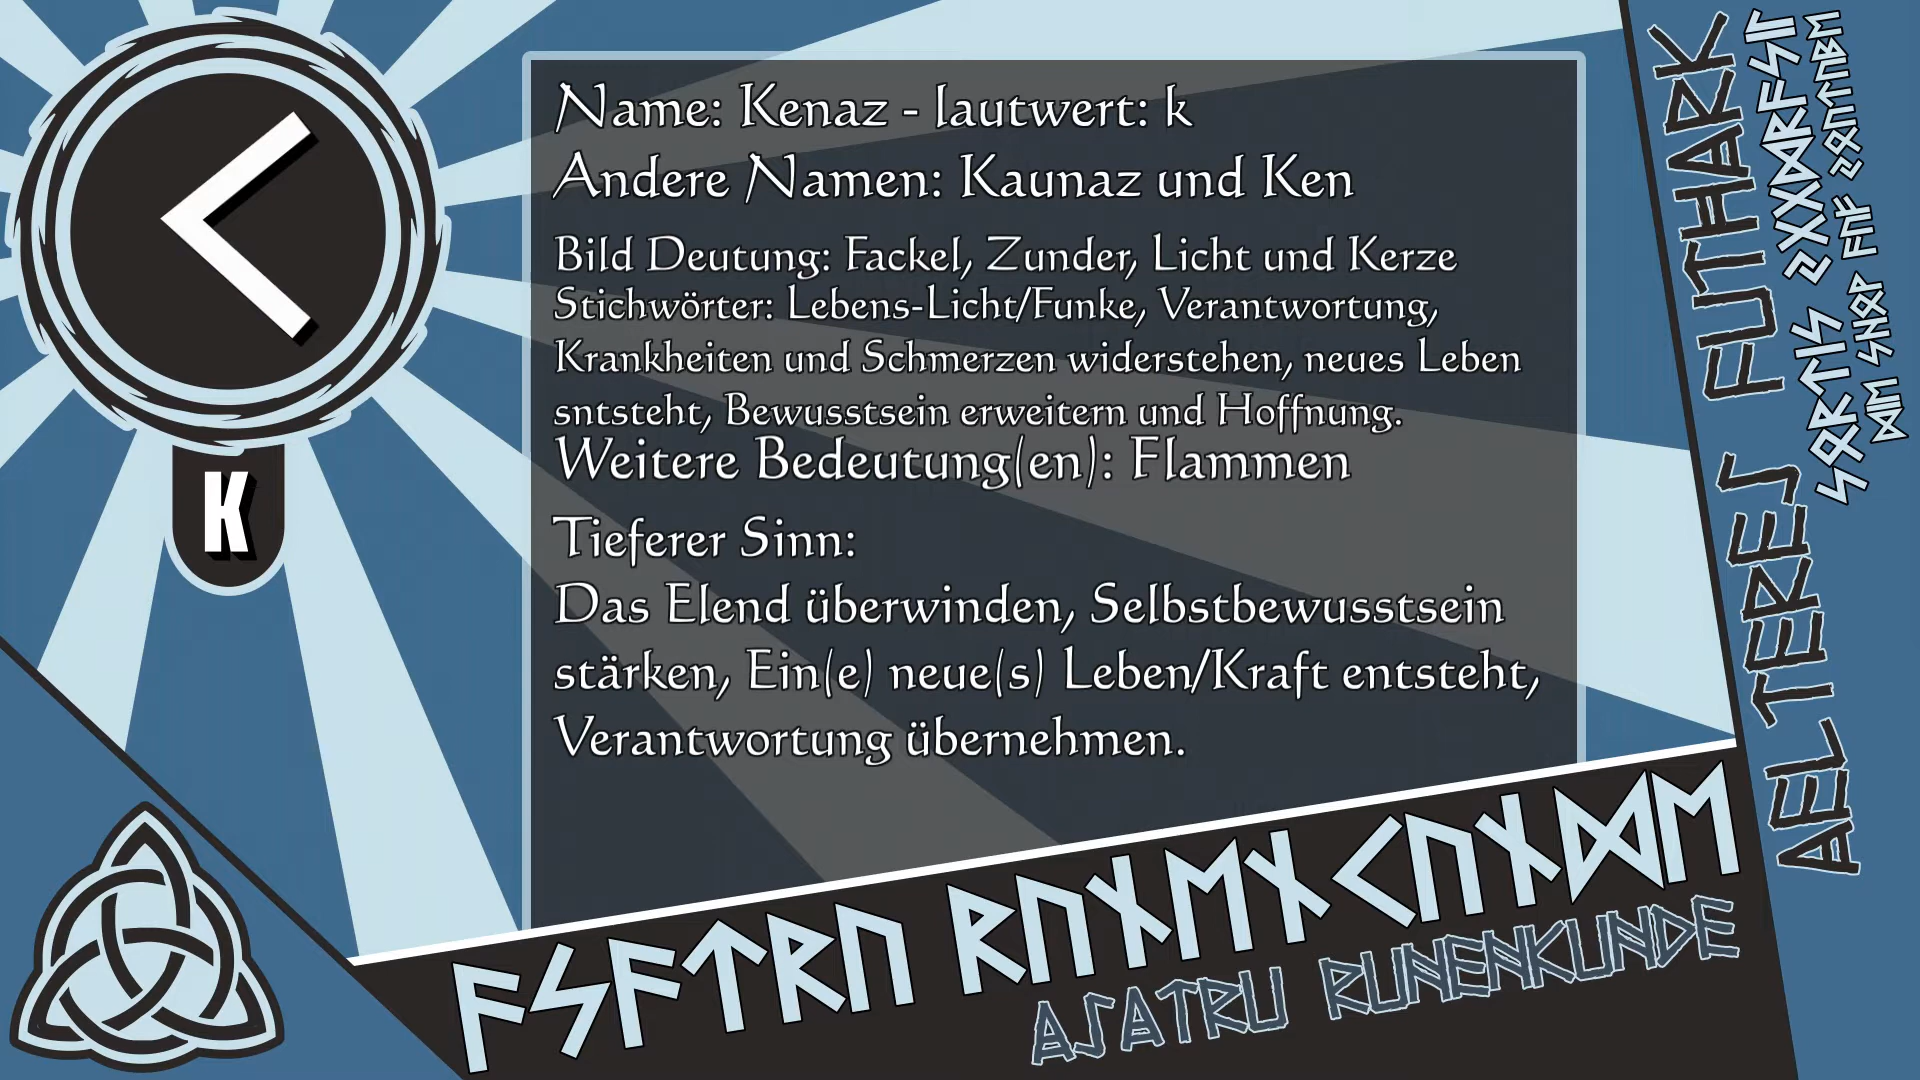 ᚲ
K
Name: Kenaz - lautwert: k
Andere Namen: Kaunaz und Ken
Bild Deutung: Fackel, Zunder, Licht und Kerze
Stichwörter: Lebens-Licht/Funke, Verantwortung,
Krankheiten und Schmerzen widerstehen, neues Leben
sntsteht, Bewusstsein erweitern und Hoffnung.
Weitere Bedeutung(en): Flammen
Tieferer Sinn:
Das Elend überwinden, Selbstbewusstsein
stärken, Ein(e) neue(s) Leben/Kraft entsteht,
Verantwortung übernehmen.
ᚨᛊᚨᛏᚱᚢ ᚱᚢᚾᛖᚾᚲᚢᚾᛞᛖ
ASATRU RUNENKUNDE
AELTERES FUTHARK